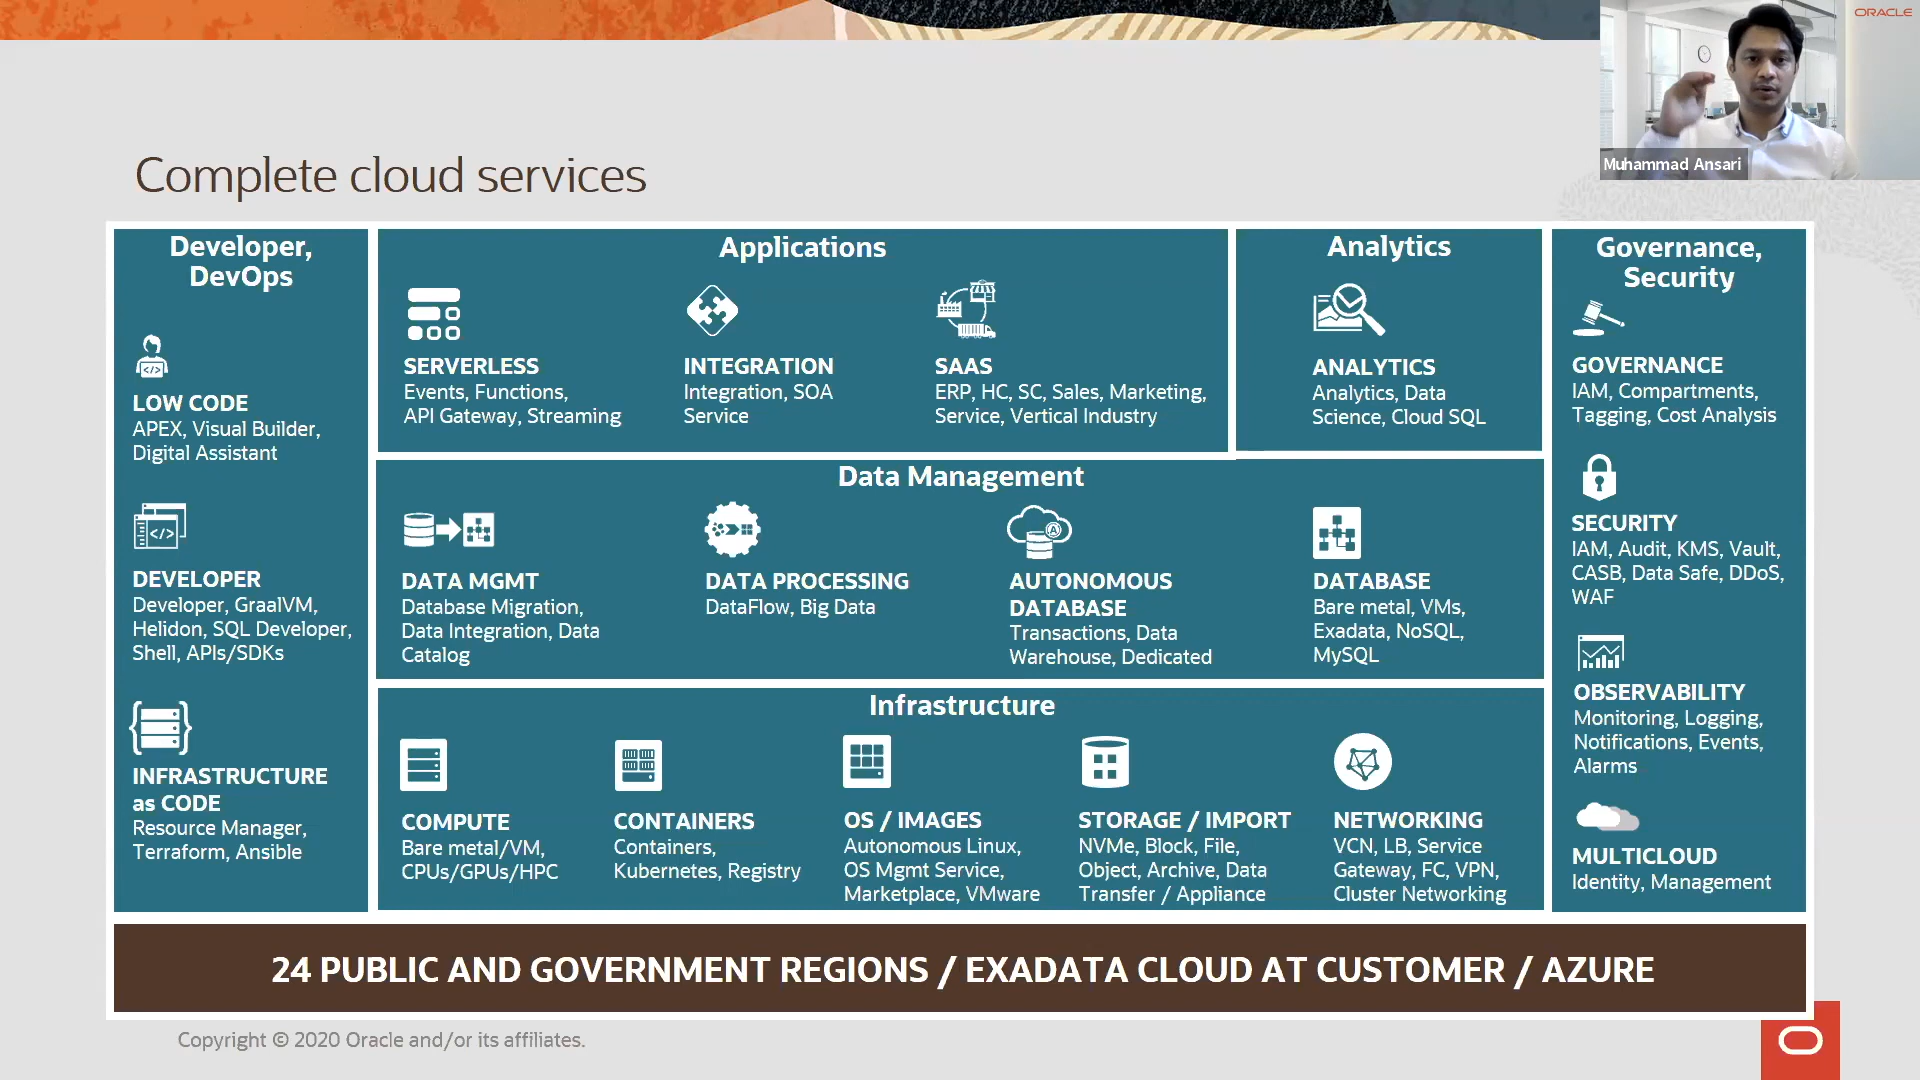 ORACLE
Muhammad Ansari
Complete cloud services
Developer,
DevOps
LOW CODE
APEX, Visual Builder,
Digital Assistant
DEVELOPER
Developer, GraalVM,
Helidon, SQL Developer,
Shell, APIs/SDKs
INFRASTRUCTURE
as CODE
Resource Manager,
Terraform, Ansible
Applications
SERVERLESS
Events, Functions,
API Gateway, Streaming
INTEGRATION
Integration, SOA
Service
SAAS
ERP, HC, SC, Sales, Marketing,
Service, Vertical Industry
Analytics
ANALYTICS
Analytics, Data
Science, Cloud SQL
Data Management
DATA MGMT
Database Migration,
Data Integration, Data
Catalog
DATA PROCESSING
DataFlow, Big Data
AUTONOMOUS
DATABASE
Transactions, Data
Warehouse, Dedicated
DATABASE
Bare metal, VMs,
Exadata, NoSQL,
MySQL
Infrastructure
COMPUTE
Bare metal/VM,
CPUs/GPUs/HPC
CONTAINERS
Containers,
Kubernetes, Registry
OS / IMAGES
Autonomous Linux,
OS Mgmt Service,
Marketplace, VMware
STORAGE / IMPORT
NVMe, Block, File,
Object, Archive, Data
Transfer / Appliance
NETWORKING
VCN, LB, Service
Gateway, FC, VPN,
Cluster Networking
Governance,
Security
GOVERNANCE
IAM, Compartments,
Tagging, Cost Analysis
SECURITY
IAM, Audit, KMS, Vault,
CASB, Data Safe, DDoS,
WAF
OBSERVABILITY
Monitoring, Logging,
Notifications, Events,
Alarms
MULTICLOUD
Identity, Management
24 PUBLIC AND GOVERNMENT REGIONS / EXADATA CLOUD AT CUSTOMER / AZURE
Copyright © 2020 Oracle and/or its affiliates.